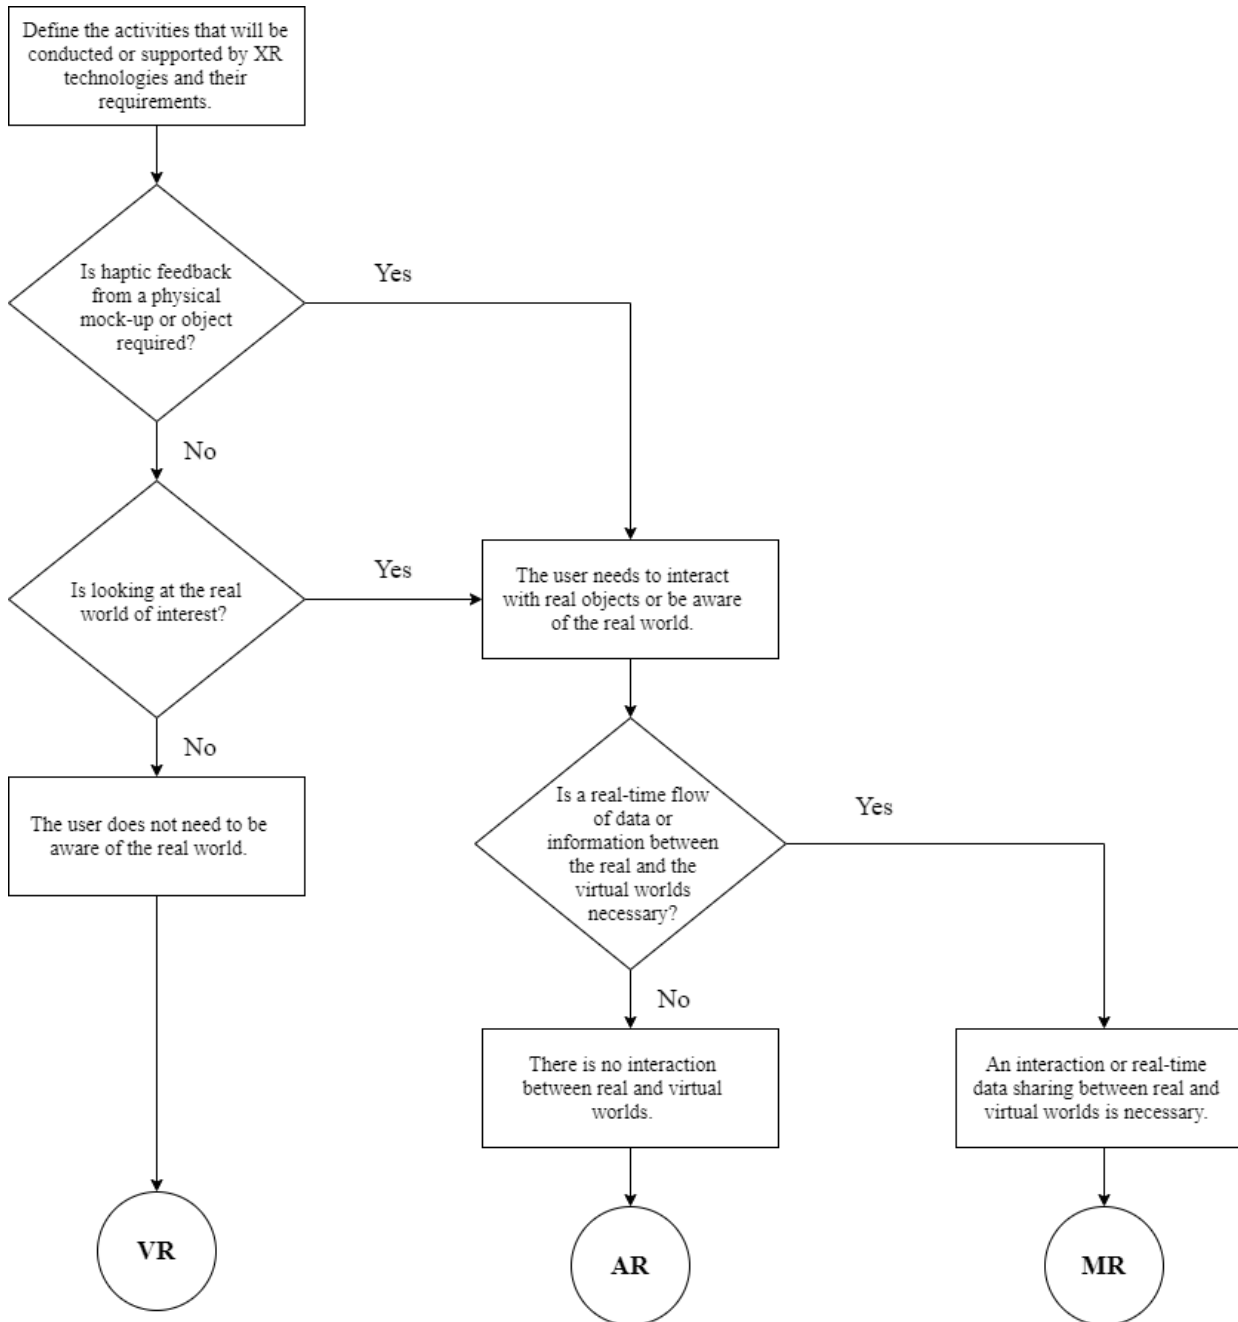 Define the activities that will be
conducted or supported by XR
technologies and their
requirements.
Is haptic feedback
from a physical
mock-up or object
required?
Yes
No
Is looking at the real
world of interest?
Yes
The user needs to interact
with real objects or be aware
of the real world.
No
The user does not need to be
aware of the real world.
Is a real-time flow
of data or
information between
the real and the
virtual worlds
necessary?
Yes
No
There is no interaction
between real and virtual
worlds.
An interaction or real-time
data sharing between real and
virtual worlds is necessary.
VR
AR
MR